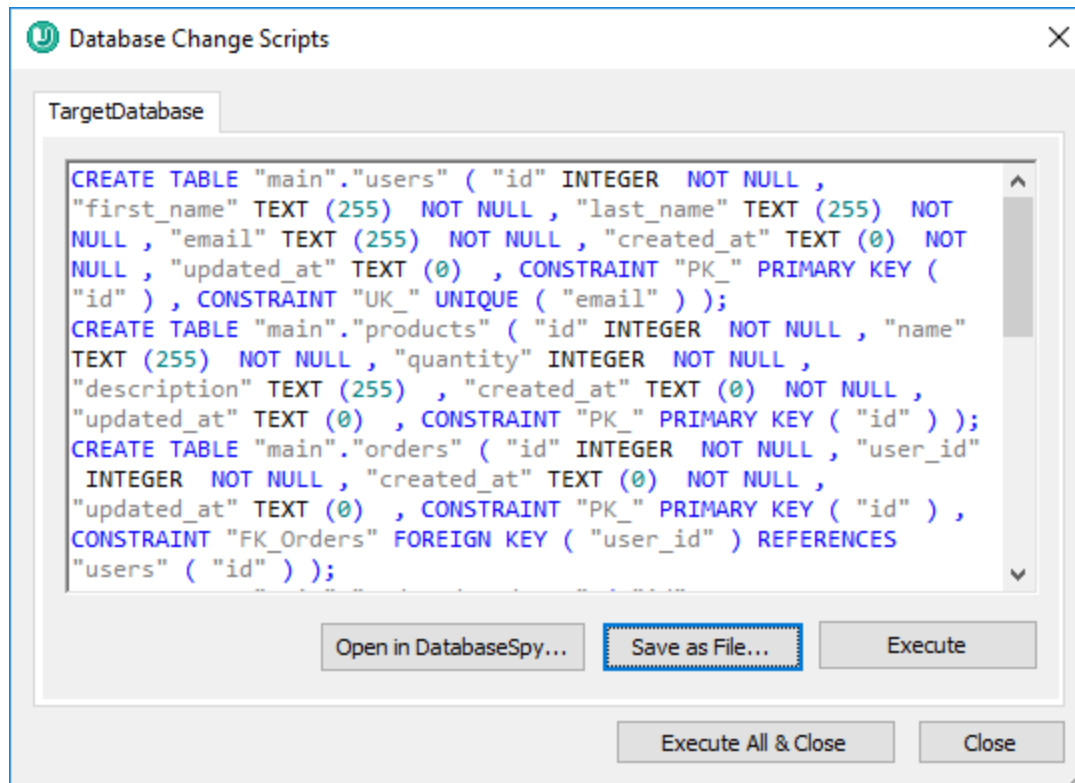 Database Change Scripts
TargetDatabase
CREATE TABLE "main"."users" ( "id" INTEGER  NOT NULL ,
"first_name" TEXT (255)  NOT NULL , "last_name" TEXT (255)  NOT
NULL , "email" TEXT (255)  NOT NULL , "created_at" TEXT (0)  NOT
NULL , "updated_at" TEXT (0)  , CONSTRAINT "PK_" PRIMARY KEY (
"id" ) , CONSTRAINT "UK_" UNIQUE ( "email" ) );
CREATE TABLE "main"."products" ( "id" INTEGER  NOT NULL , "name"
TEXT (255)  NOT NULL , "quantity" INTEGER  NOT NULL ,
"description" TEXT (255)  , "created_at" TEXT (0)  NOT NULL ,
"updated_at" TEXT (0)  , CONSTRAINT "PK_" PRIMARY KEY ( "id" ) );
CREATE TABLE "main"."orders" ( "id" INTEGER  NOT NULL , "user_id"
 INTEGER  NOT NULL , "created_at" TEXT (0)  NOT NULL ,
"updated_at" TEXT (0)  , CONSTRAINT "PK_" PRIMARY KEY ( "id" ) ,
CONSTRAINT "FK_Orders" FOREIGN KEY ( "user_id" ) REFERENCES
"users" ( "id" ) );
Open in DatabaseSpy...
Save as File...
Execute
Execute All & Close
Close